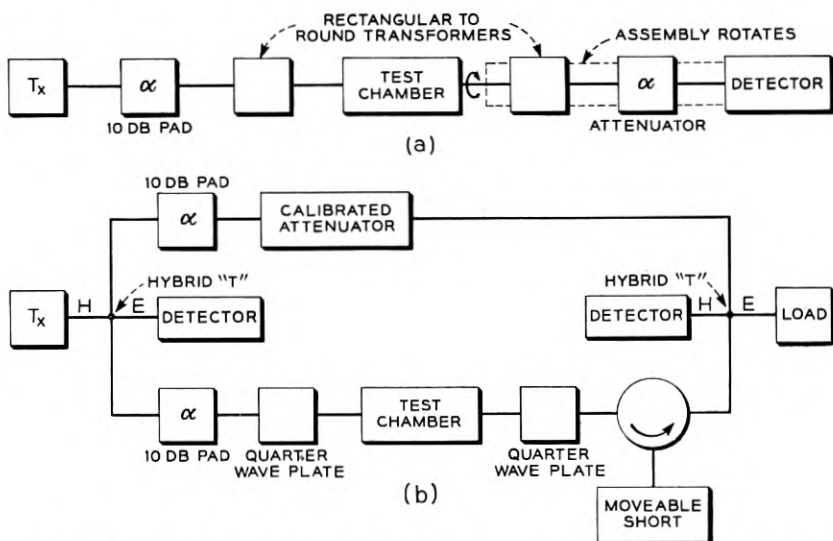 RECTANGULAR TO
ROUND TRANSFORMERS
ASSEMBLY ROTATES
Tx
α
10 DB PAD
TEST
CHAMBER
α
ATTENUATOR
DETECTOR
(a)
10 DB PAD
α
CALIBRATED
ATTENUATOR
Tx
H
HYBRID "T"
E
DETECTOR
HYBRID "T"
DETECTOR
H
E
LOAD
α
10 DB PAD
QUARTER
WAVE PLATE
TEST
CHAMBER
QUARTER
WAVE PLATE
(b)
MOVEABLE
SHORT